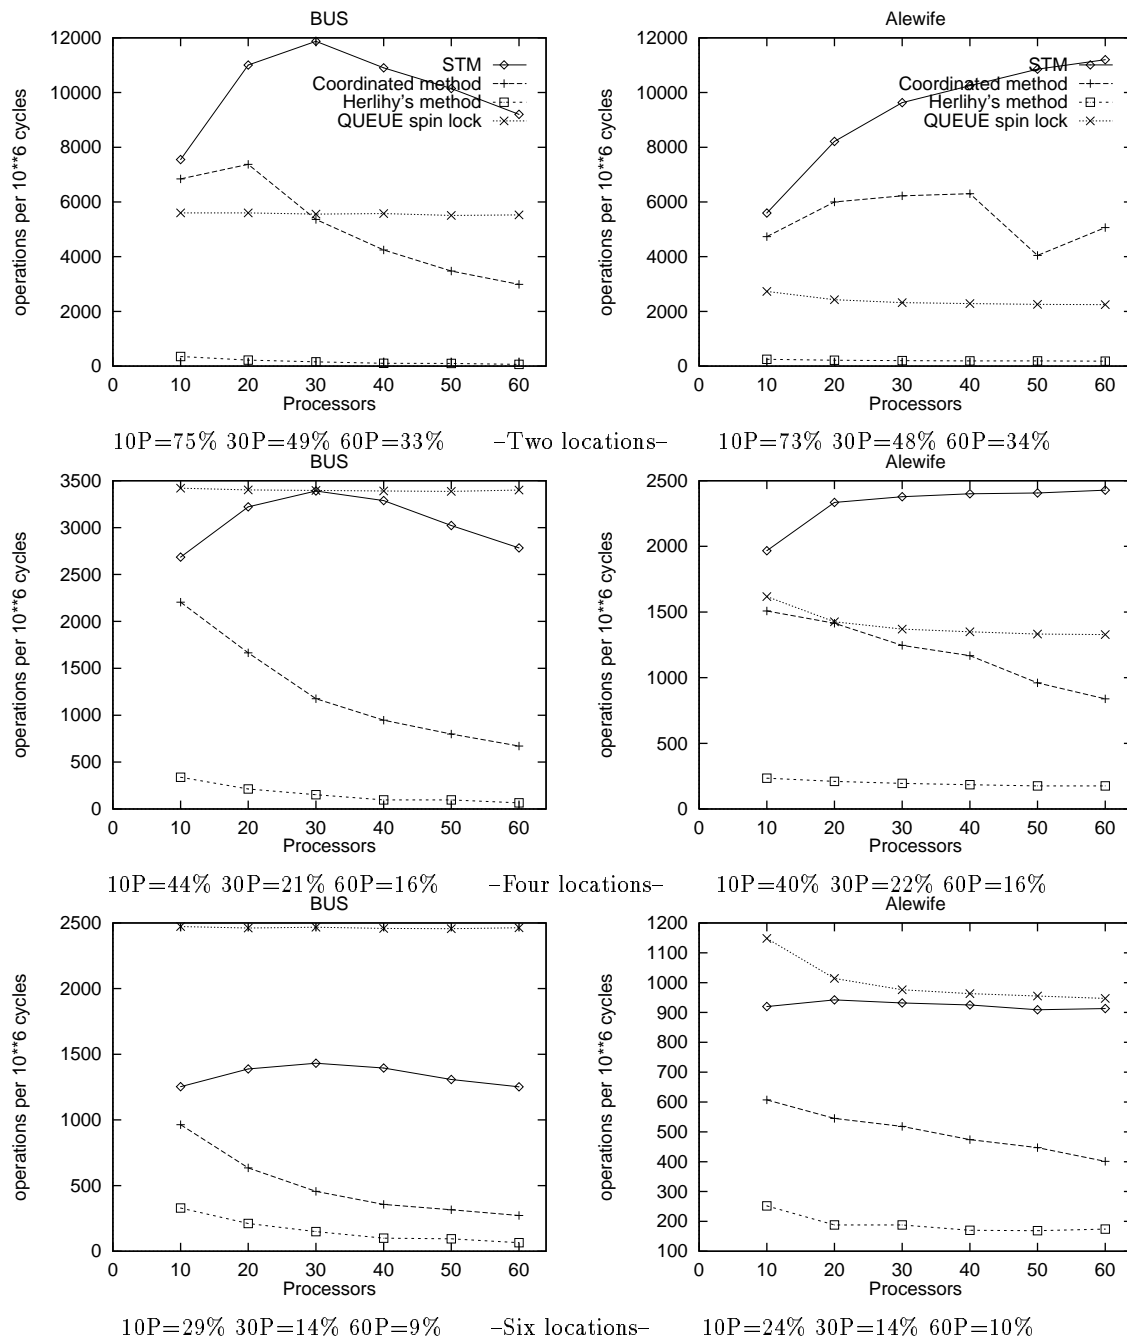 BUS
12000
10000
8000
6000
4000
2000
0
operations per 10**6 cycles
STM
Coordinated method
Herlihy's method
QUEUE spin lock
0 10 20 30 40 50 60
Processors
Alewife
12000
10000
8000
6000
4000
2000
0
operations per 10**6 cycles
STM
Coordinated method
Herlihy's method
QUEUE spin lock
0 10 20 30 40 50 60
Processors
10P=75% 30P=49% 60P=33% –Two locations– 10P=73% 30P=48% 60P=34%
BUS
3500
3000
2500
2000
1500
1000
500
0
operations per 10**6 cycles
0 10 20 30 40 50 60
Processors
Alewife
2500
2000
1500
1000
500
0
operations per 10**6 cycles
0 10 20 30 40 50 60
Processors
10P=44% 30P=21% 60P=16% –Four locations– 10P=40% 30P=22% 60P=16%
BUS
2500
2000
1500
1000
500
0
operations per 10**6 cycles
0 10 20 30 40 50 60
Processors
Alewife
1200
1100
1000
900
800
700
600
500
400
300
200
100
operations per 10**6 cycles
0 10 20 30 40 50 60
Processors
10P=29% 30P=14% 60P=9% –Six locations– 10P=24% 30P=14% 60P=10%